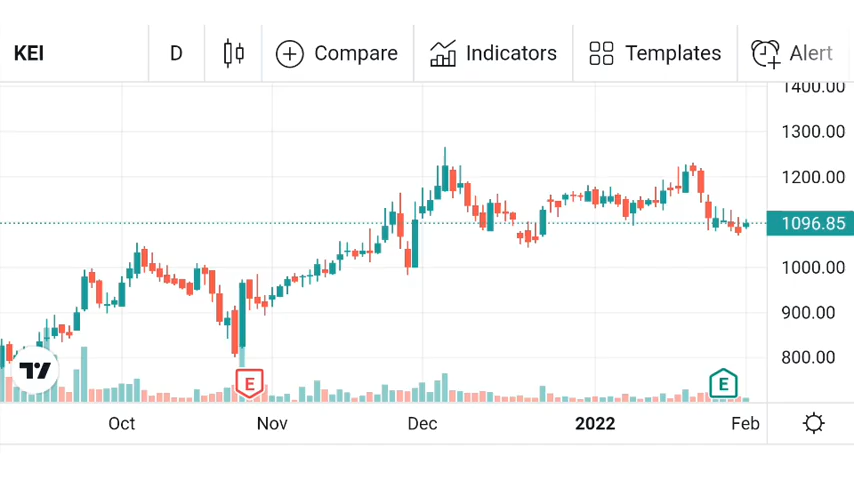 KEI D Compare Indicators Templates Alert
1400.00
1300.00
1200.00
1096.85
1000.00
900.00
800.00
E E
Oct Nov Dec 2022 Feb